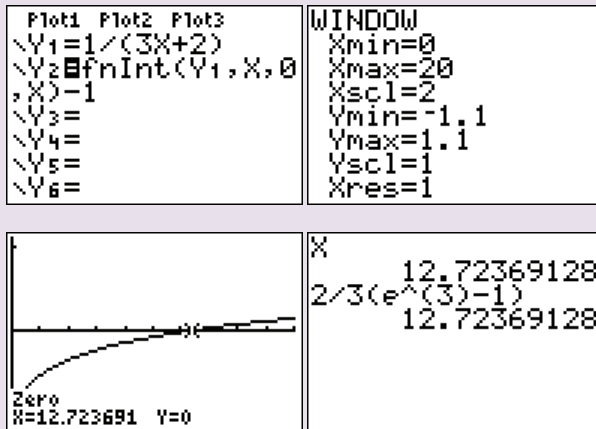 Plot1 Plot2 Plot3
\Y₁=1/(3X+2)
\Y₂=fnInt(Y₁,X,0
,X)-1
\Y₃=
\Y₄=
\Y₅=
\Y₆=
WINDOW
Xmin=0
Xmax=20
Xscl=2
Ymin=-1.1
Ymax=1.1
Yscl=1
Xres=1
Zero
X=12.723691 Y=0
X
12.72369128
2/3(e^(3)-1)
12.72369128